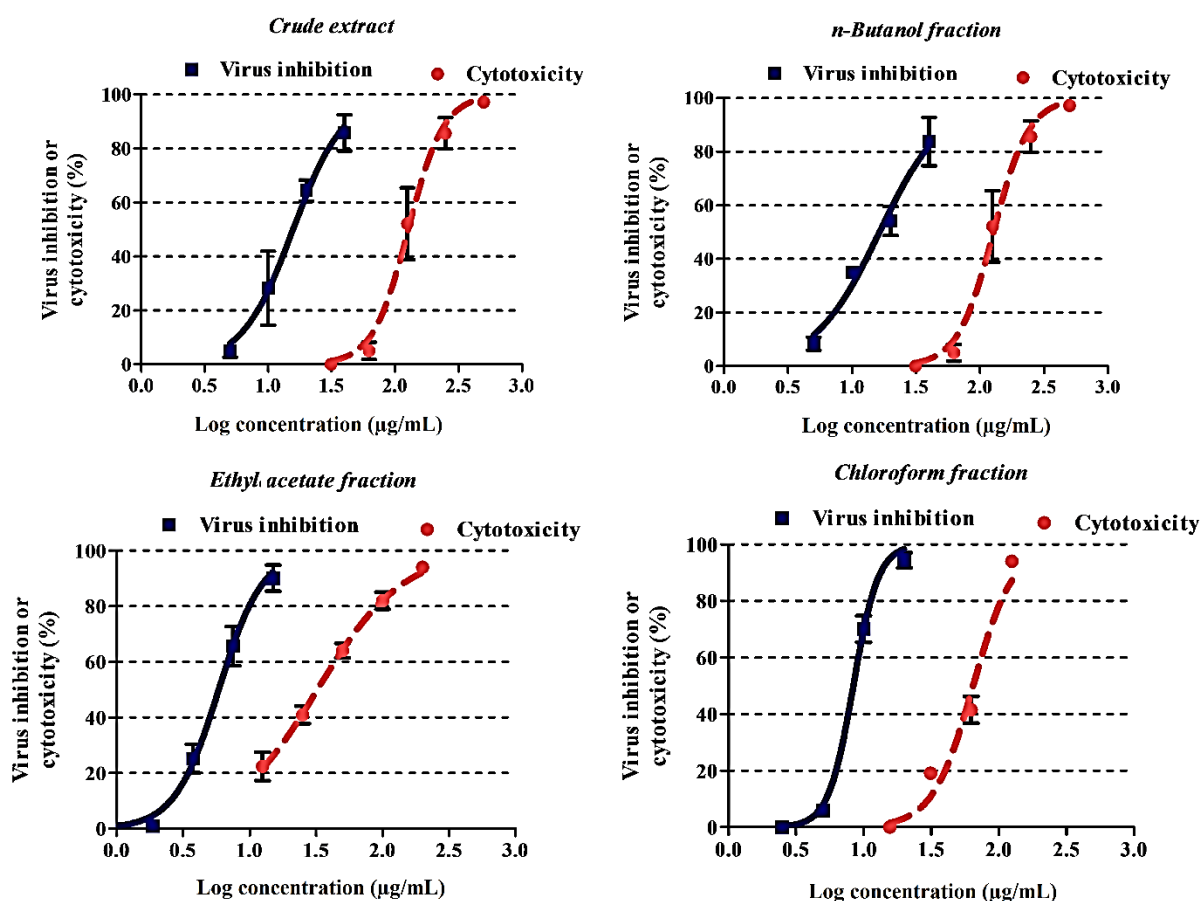 Crude extract
Virus inhibition Cytotoxicity
Virus inhibition or
cytotoxicity (%)
100
80
60
40
20
0
0.0 0.5 1.0 1.5 2.0 2.5 3.0
Log concentration (µg/mL)
n-Butanol fraction
Virus inhibition Cytotoxicity
Virus inhibition or
cytotoxicity (%)
100
80
60
40
20
0
0.0 0.5 1.0 1.5 2.0 2.5 3.0
Log concentration (µg/mL)
Ethyl acetate fraction
Virus inhibition Cytotoxicity
Virus inhibition or
cytotoxicity (%)
100
80
60
40
20
0
0.0 0.5 1.0 1.5 2.0 2.5 3.0
Log concentration (µg/mL)
Chloroform fraction
Virus inhibition Cytotoxicity
Virus inhibition or
cytotoxicity (%)
100
80
60
40
20
0
0.0 0.5 1.0 1.5 2.0 2.5 3.0
Log concentration (µg/mL)